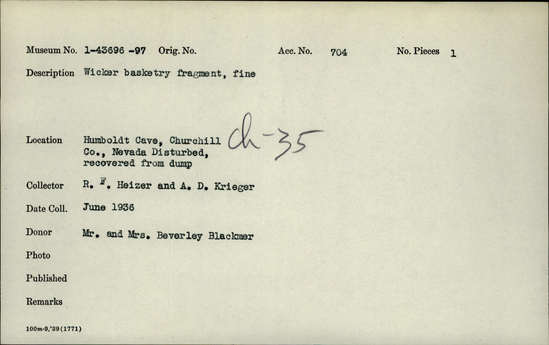 Museum No. 1-43696 -97 Orig. No. Acc. No. 704 No. Pieces 1
Description Wicker basketry fragment, fine
Location Humboldt Cave, Churchill
Co., Nevada Disturbed,
recovered from dump
Ch-35
Collector R. F. Heizer and A. D. Krieger
Date Coll. June 1936
Donor Mr. and Mrs. Beverley Blackmer
Photo
Published
Remarks
100m-9,'39(1771)